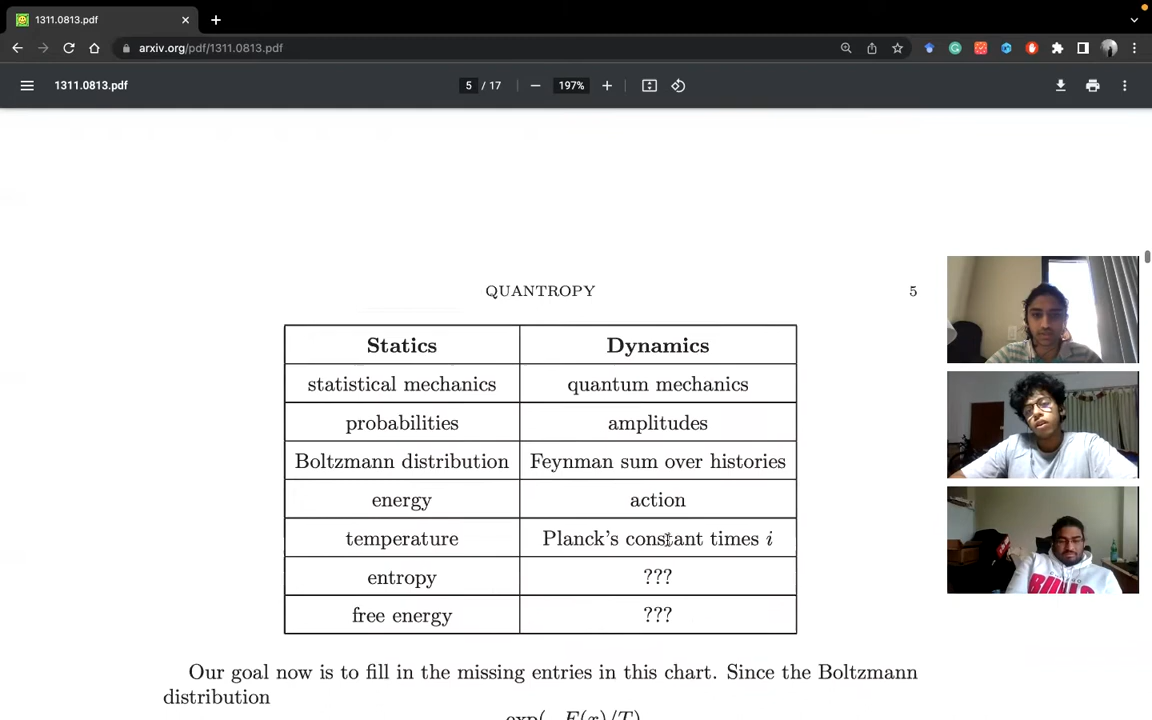 1311.0813.pdf
arxiv.org/pdf/1311.0813.pdf
1311.0813.pdf
5 / 17
197%
QUANTROPY 5
Statics Dynamics
statistical mechanics quantum mechanics
probabilities amplitudes
Boltzmann distribution Feynman sum over histories
energy action
temperature Planck's constant times i
entropy ???
free energy ???
Our goal now is to fill in the missing entries in this chart. Since the Boltzmann
distribution
exp(−E(x)/T)